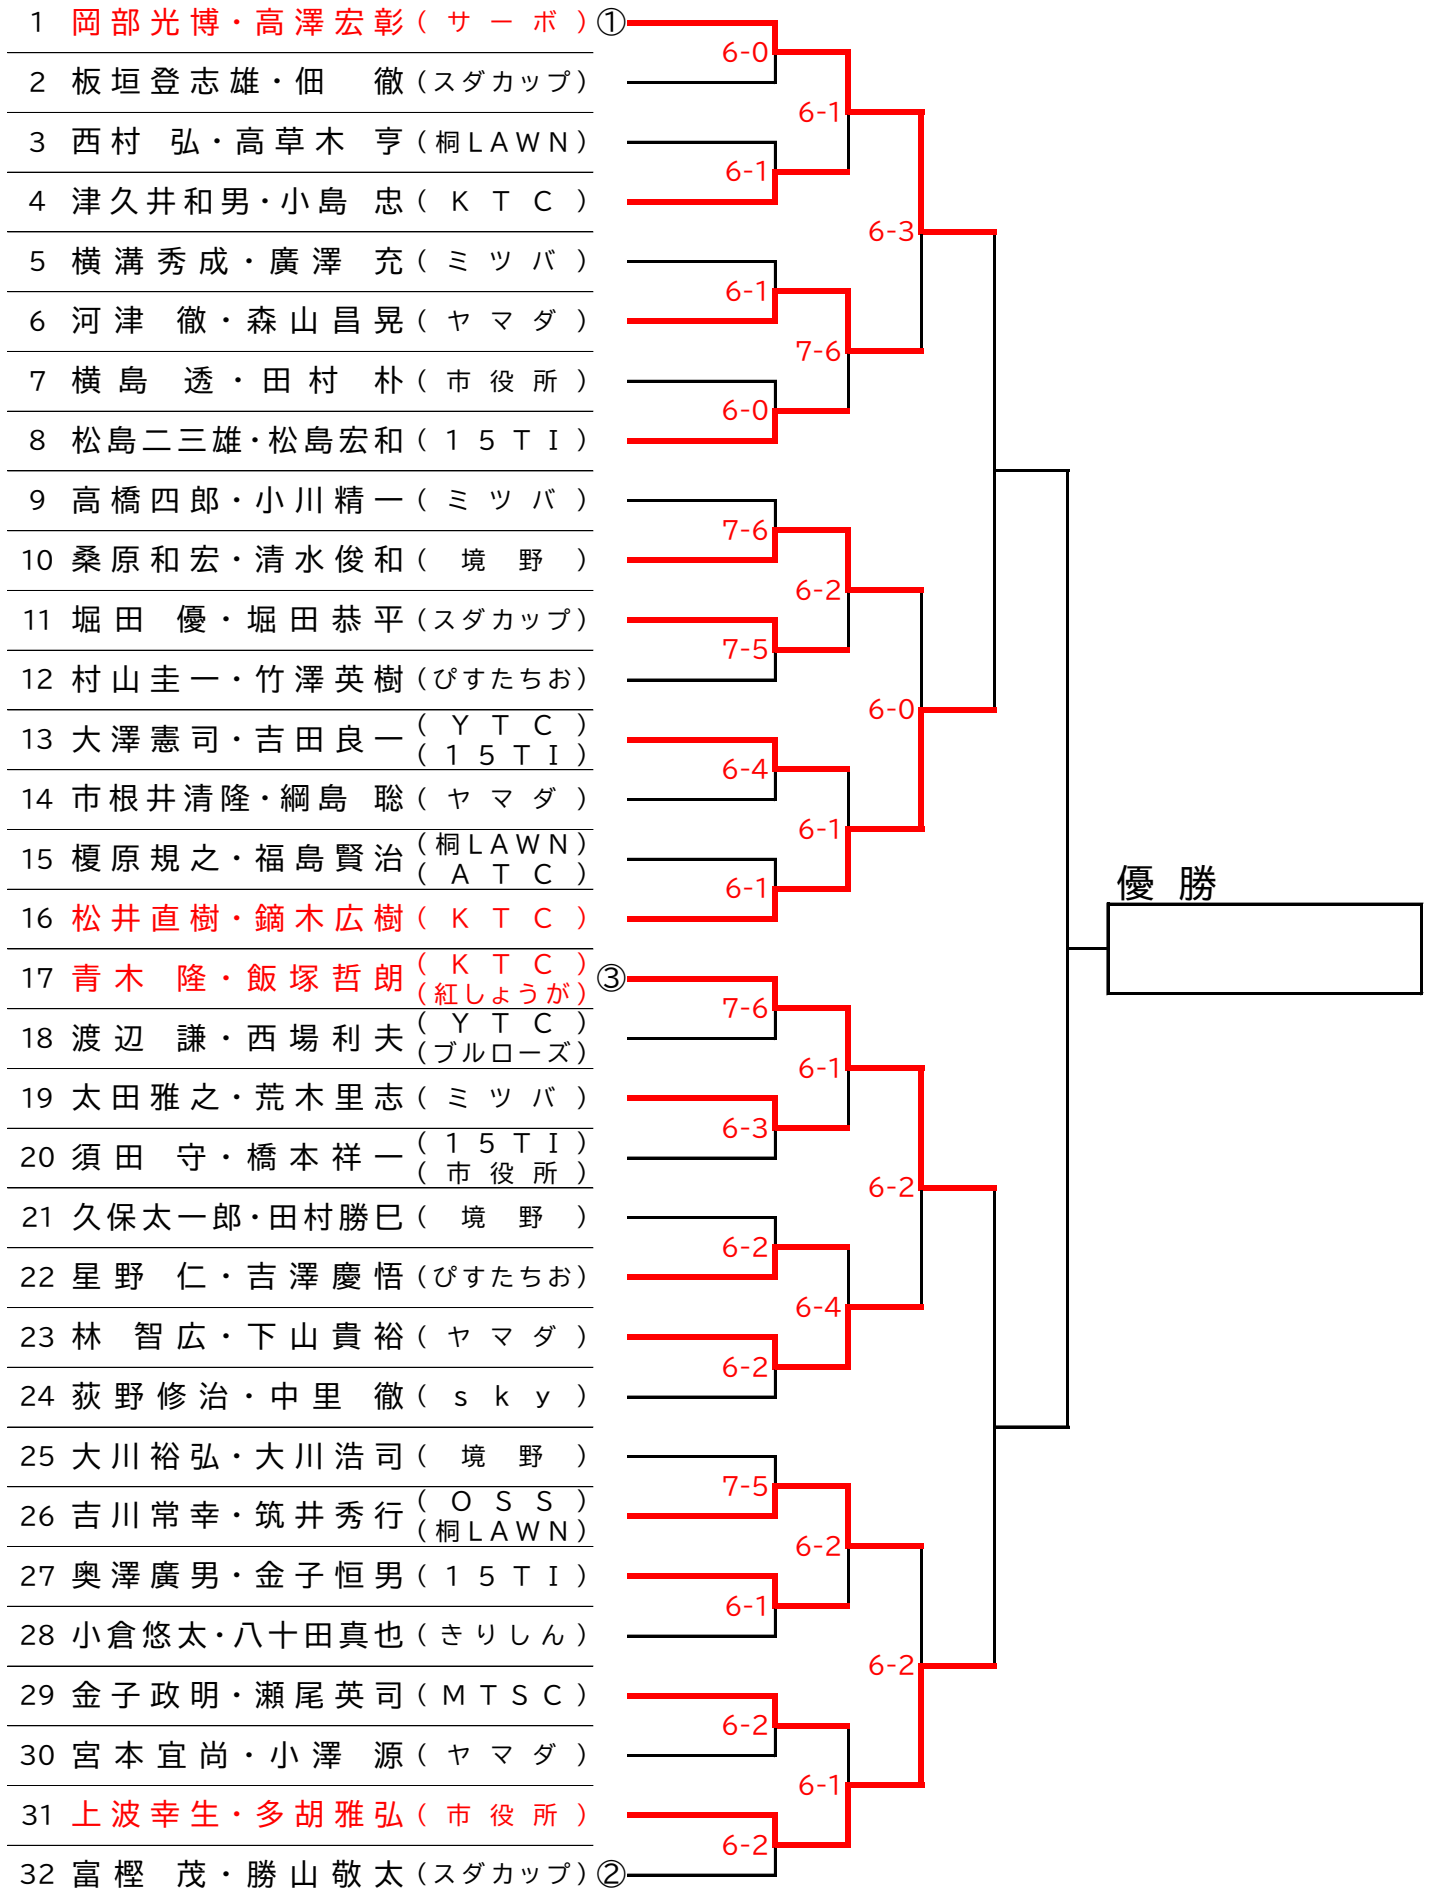 1 岡部光博・高澤宏彰 (サーボ) ①
6-0
2 板垣登志雄・佃 徹 (スダカップ)
6-1
3 西村 弘・高草木 亨 (桐LAWN)
6-1
4 津久井和男・小島 忠 (KTC)
6-3
5 横溝秀成・廣澤 充 (ミツバ)
6-1
6 河津 徹・森山昌晃 (ヤマダ)
7-6
7 横島 透・田村 朴 (市役所)
6-0
8 松島二三雄・松島宏和 (15TI)
9 高橋四郎・小川精一 (ミツバ)
7-6
10 桑原和宏・清水俊和 (境野)
6-2
11 堀田 優・堀田恭平 (スダカップ)
7-5
12 村山圭一・竹澤英樹 (ぴすたちお)
6-0
13 大澤憲司・吉田良一 (YTC) (15TI)
6-4
14 市根井清隆・綱島 聡 (ヤマダ)
6-1
15 榎原規之・福島賢治 (桐LAWN) (ATC)
6-1
16 松井直樹・鏑木広樹 (KTC)
優勝
17 青木 隆・飯塚哲朗 (KTC) (紅しょうが) ③
7-6
18 渡辺 謙・西場利夫 (YTC) (ブルローズ)
6-1
19 太田雅之・荒木里志 (ミツバ)
6-3
20 須田 守・橋本祥一 (15TI) (市役所)
6-2
21 久保太一郎・田村勝巳 (境野)
6-2
22 星野 仁・吉澤慶悟 (ぴすたちお)
6-4
23 林 智広・下山貴裕 (ヤマダ)
6-2
24 荻野修治・中里 徹 (sky)
25 大川裕弘・大川浩司 (境野)
7-5
26 吉川常幸・筑井秀行 (OSS) (桐LAWN)
6-2
27 奥澤廣男・金子恒男 (15TI)
6-1
28 小倉悠太・八十田真也 (きりしん)
6-2
29 金子政明・瀬尾英司 (MTSC)
6-2
30 宮本宜尚・小澤 源 (ヤマダ)
6-1
31 上波幸生・多胡雅弘 (市役所)
6-2
32 富樫 茂・勝山敬太 (スダカップ) ②